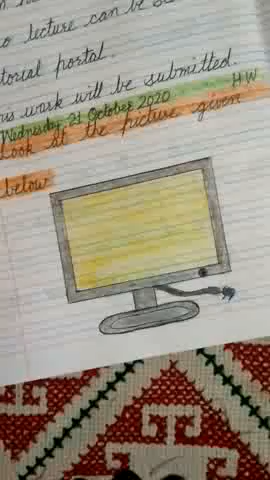 lecture can be
torial portal.
work will be submitted.
Wednesday, 21 October 2020 HW
Look at the picture given
below